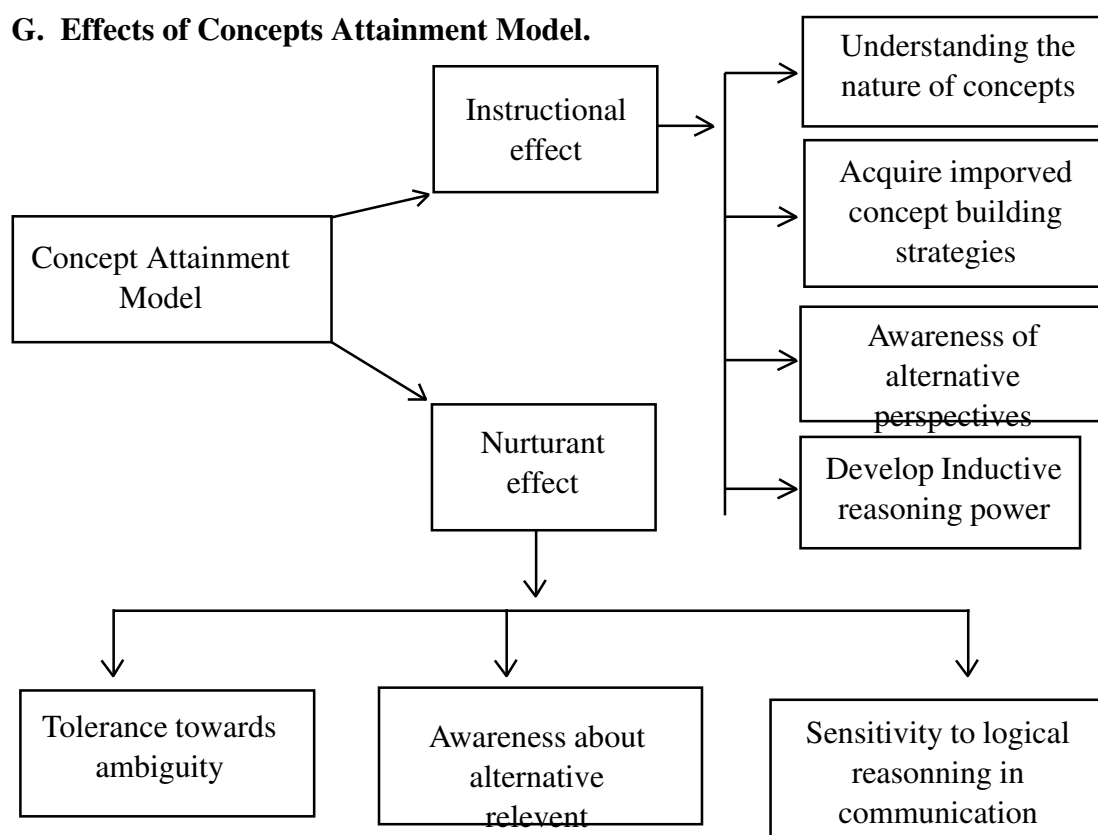 G. Effects of Concepts Attainment Model.
Understanding the
nature of concepts
Instructional
effect
Acquire imporved
concept building
strategies
Concept Attainment
Model
Awareness of
alternative
perspectives
Nurturant
effect
Develop Inductive
reasoning power
Tolerance towards
ambiguity
Awareness about
alternative
relevent
Sensitivity to logical
reasonning in
communication